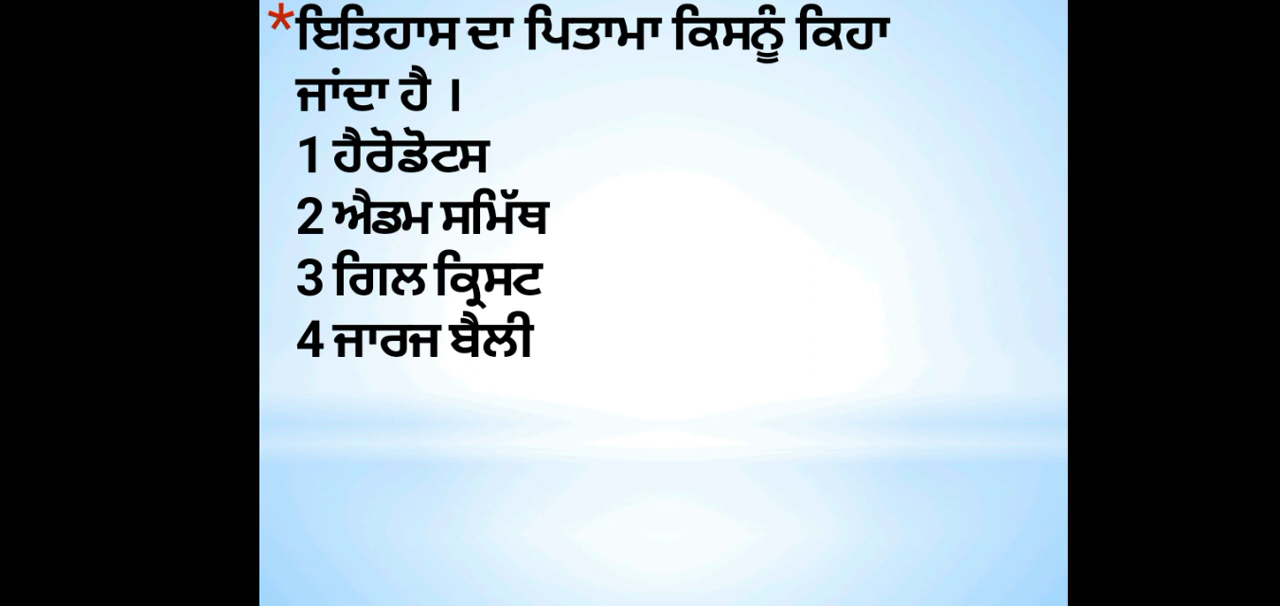 *ਇਤਿਹਾਸ ਦਾ ਪਿਤਾਮਾ ਕਿਸਨੂੰ ਕਿਹਾ
ਜਾਂਦਾ ਹੈ ।
1 ਹੈਰੋਡੋਟਸ
2 ਐਡਮ ਸਮਿੱਥ
3 ਗਿਲ ਕ੍ਰਿਸਟ
4 ਜਾਰਜ ਬੈਲੀ